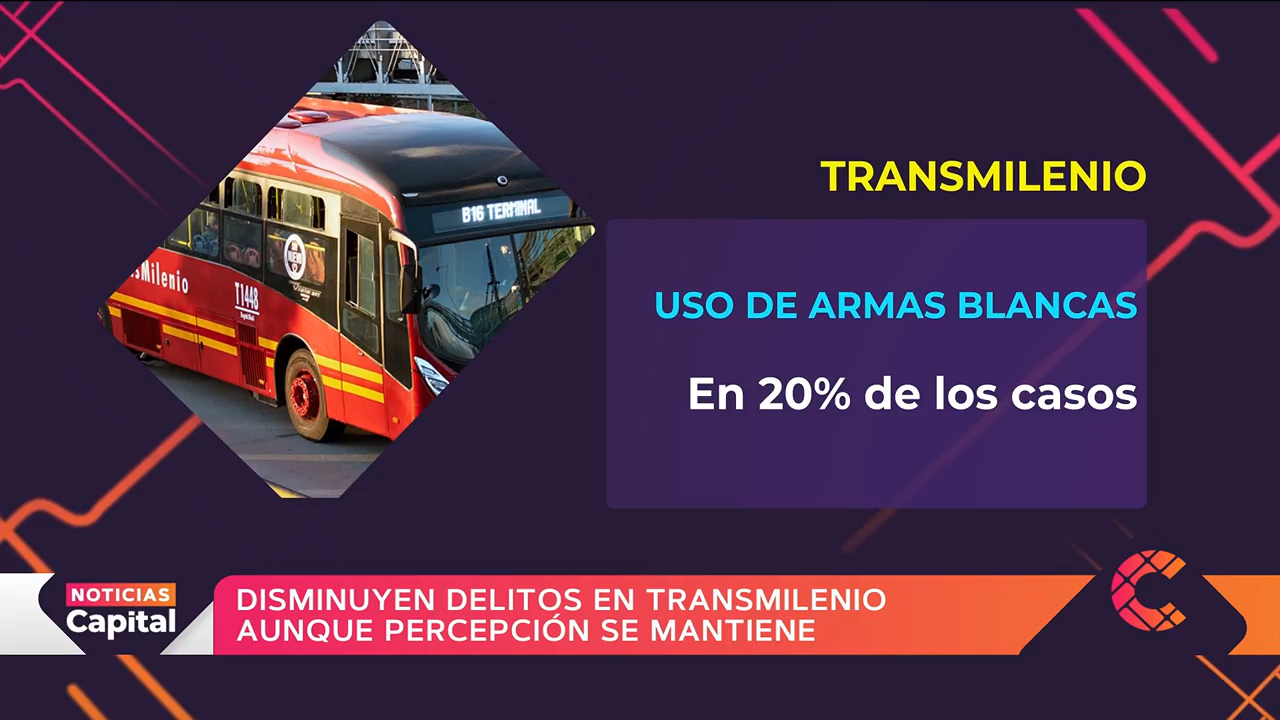 TRANSMILENIO
B16 TERMINAL
sMilenio
T1448
USO DE ARMAS BLANCAS
En 20% de los casos
NOTICIAS
Capital
DISMINUYEN DELITOS EN TRANSMILENIO
AUNQUE PERCEPCIÓN SE MANTIENE